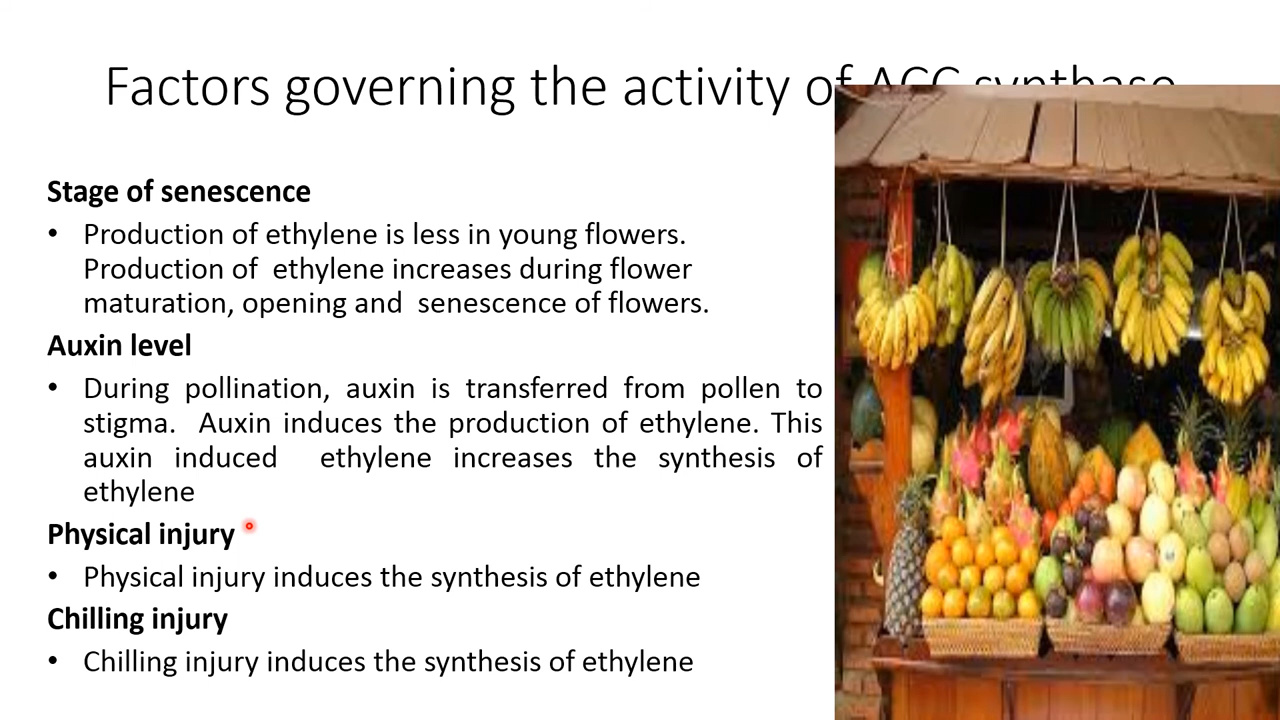 Factors governing the activity of ACC synthase
Stage of senescence
• Production of ethylene is less in young flowers.
Production of ethylene increases during flower
maturation, opening and senescence of flowers.
Auxin level
• During pollination, auxin is transferred from pollen to
stigma. Auxin induces the production of ethylene. This
auxin induced ethylene increases the synthesis of
ethylene
Physical injury
• Physical injury induces the synthesis of ethylene
Chilling injury
• Chilling injury induces the synthesis of ethylene